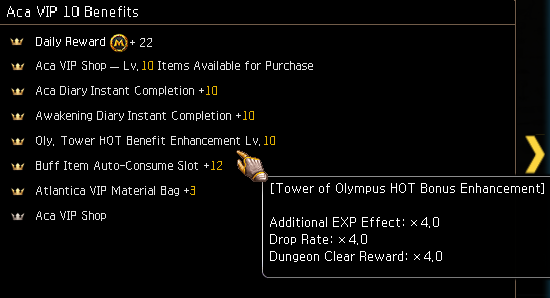 Aca VIP 10 Benefits
Daily Reward M + 22
Aca VIP Shop – Lv. 10 Items Available for Purchase
Aca Diary Instant Completion +10
Awakening Diary Instant Completion +10
Oly. Tower HOT Benefit Enhancement Lv. 10
Buff Item Auto-Consume Slot +12
Atlantica VIP Material Bag +3
Aca VIP Shop
[Tower of Olympus HOT Bonus Enhancement]
Additional EXP Effect: ×4.0
Drop Rate: ×4.0
Dungeon Clear Reward: ×4.0